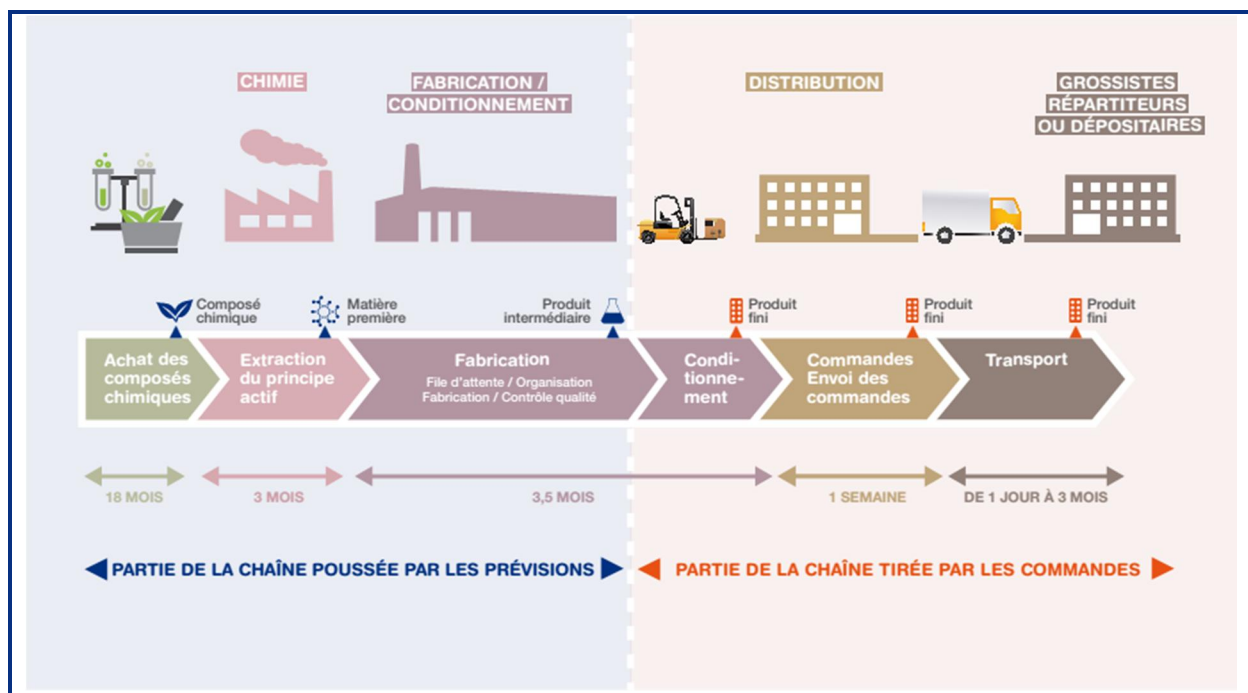 CHIMIE
FABRICATION /
CONDITIONNEMENT
DISTRIBUTION
GROSSISTES
RÉPARTITEURS
OU DÉPOSITAIRES
Composé
chimique
Matière
première
Produit
intermédiaire
Produit
fini
Produit
fini
Produit
fini
Achat des
composés
chimiques
Extraction
du principe
actif
Fabrication
File d'attente / Organisation
Fabrication / Contrôle qualité
Condi-
tionne-
ment
Commandes
Envoi des
commandes
Transport
18 MOIS
3 MOIS
3,5 MOIS
1 SEMAINE
DE 1 JOUR À 3 MOIS
PARTIE DE LA CHAÎNE POUSSÉE PAR LES PRÉVISIONS
PARTIE DE LA CHAÎNE TIRÉE PAR LES COMMANDES